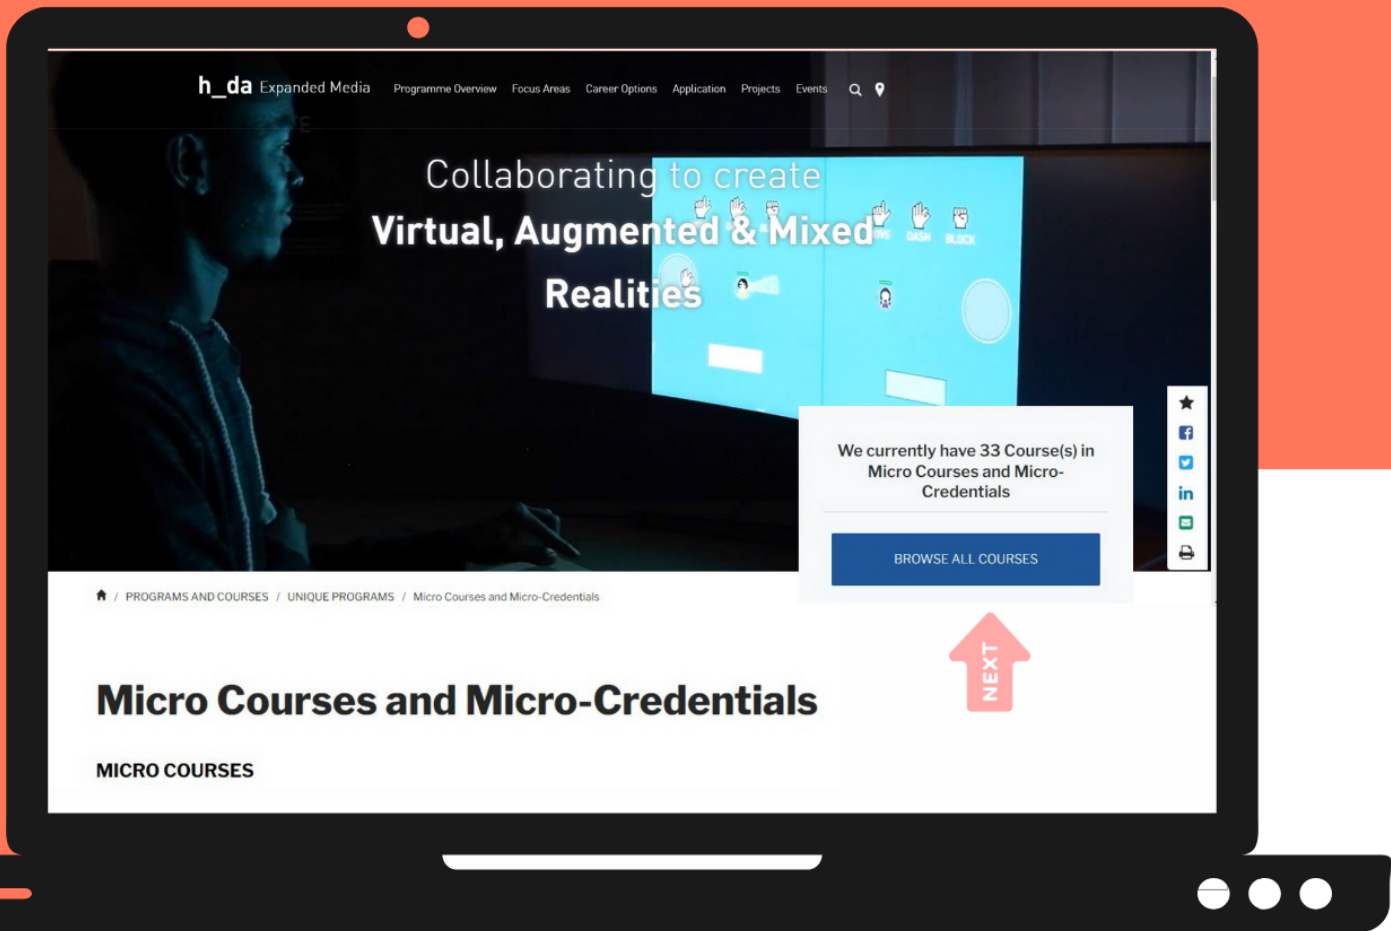 h_da Expanded Media Programme Overview Focus Areas Career Options Application Projects Events
Collaborating to create
Virtual, Augmented & Mixed
Realities
DASH BLOCK
We currently have 33 Course(s) in
Micro Courses and Micro-
Credentials
BROWSE ALL COURSES
/ PROGRAMS AND COURSES / UNIQUE PROGRAMS / Micro Courses and Micro-Credentials
NEXT
Micro Courses and Micro-Credentials
MICRO COURSES